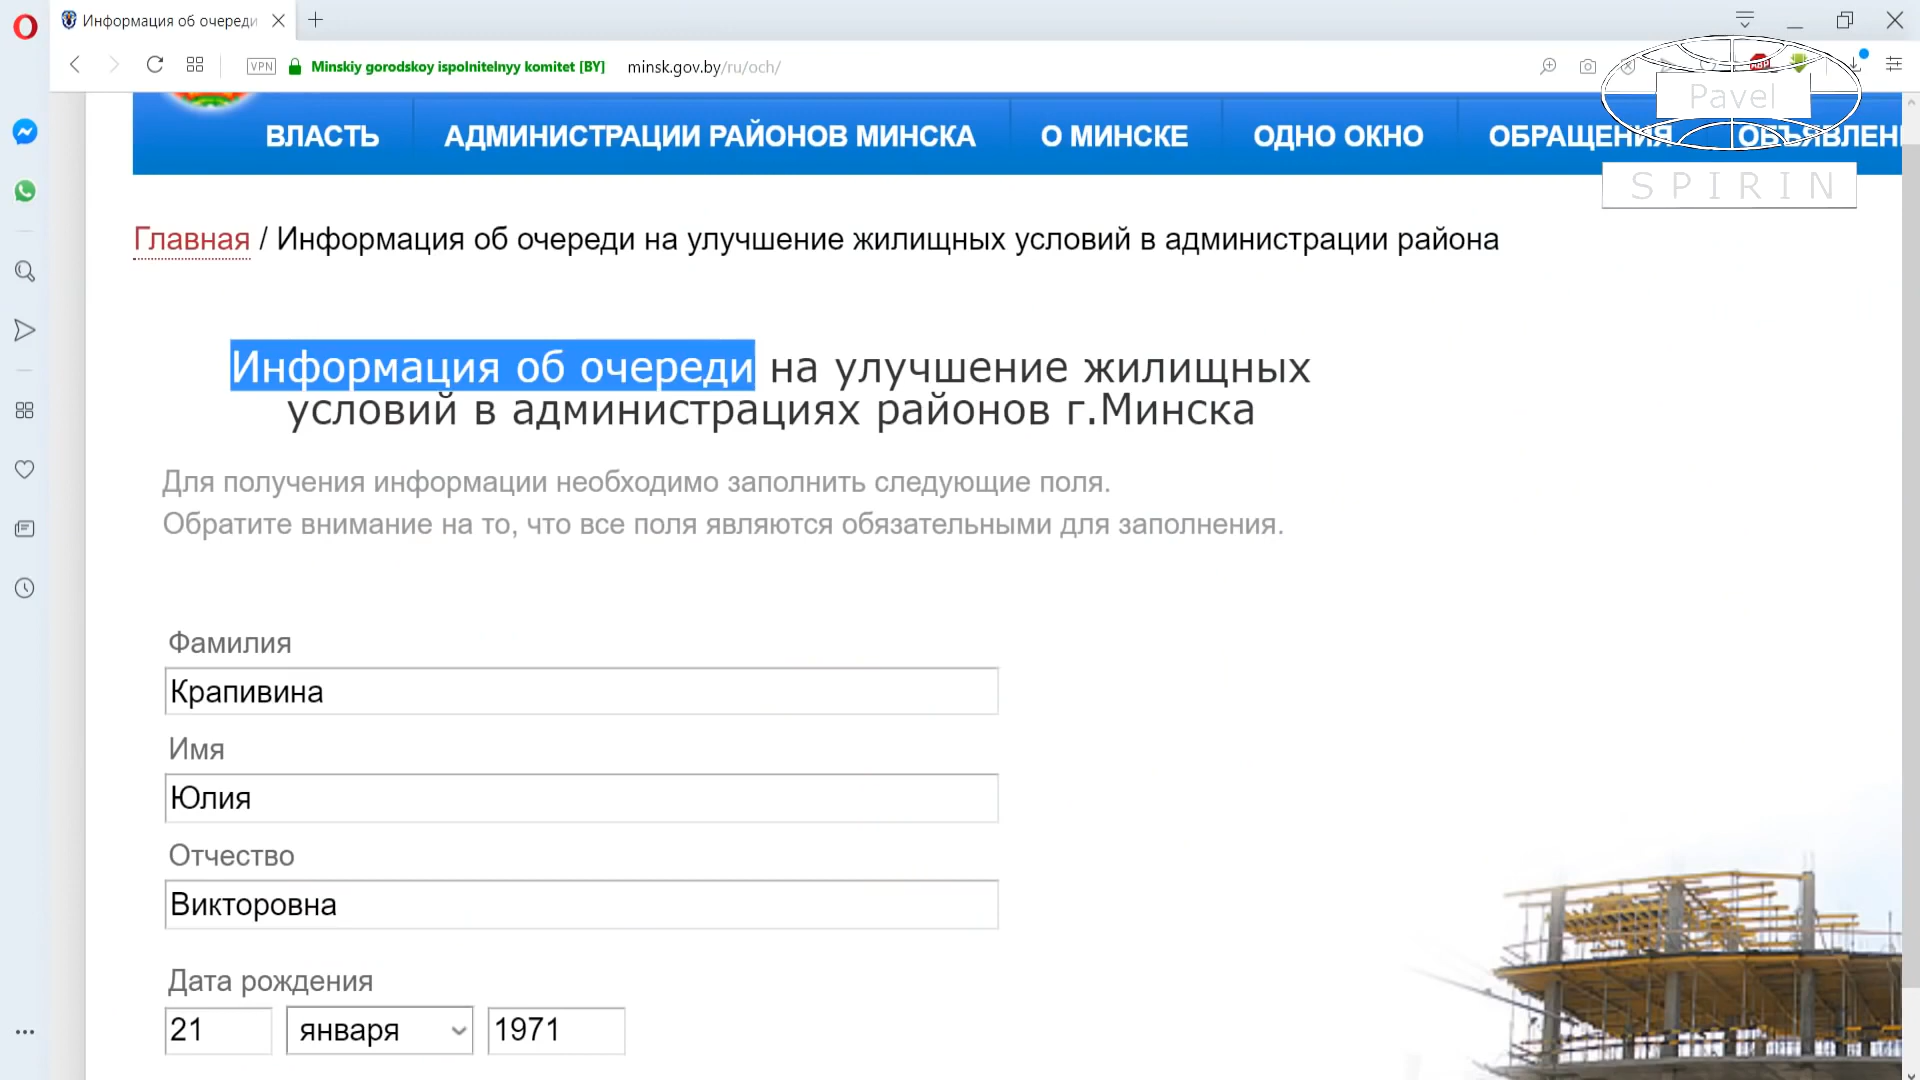 Информация об очереди
VPN
Minskiy gorodskoy ispolnitelnyy komitet [BY]
minsk.gov.by/ru/och/
Pavel
SPIRIN
ВЛАСТЬ
АДМИНИСТРАЦИИ РАЙОНОВ МИНСКА
О МИНСКЕ
ОДНО ОКНО
ОБРАЩЕНИЯ
ОБЪЯВЛЕН
Главная / Информация об очереди на улучшение жилищных условий в администрации района
Информация об очереди на улучшение жилищных
условий в администрациях районов г.Минска
Для получения информации необходимо заполнить следующие поля.
Обратите внимание на то, что все поля являются обязательными для заполнения.
Фамилия
Крапивина
Имя
Юлия
Отчество
Викторовна
Дата рождения
21 января 1971